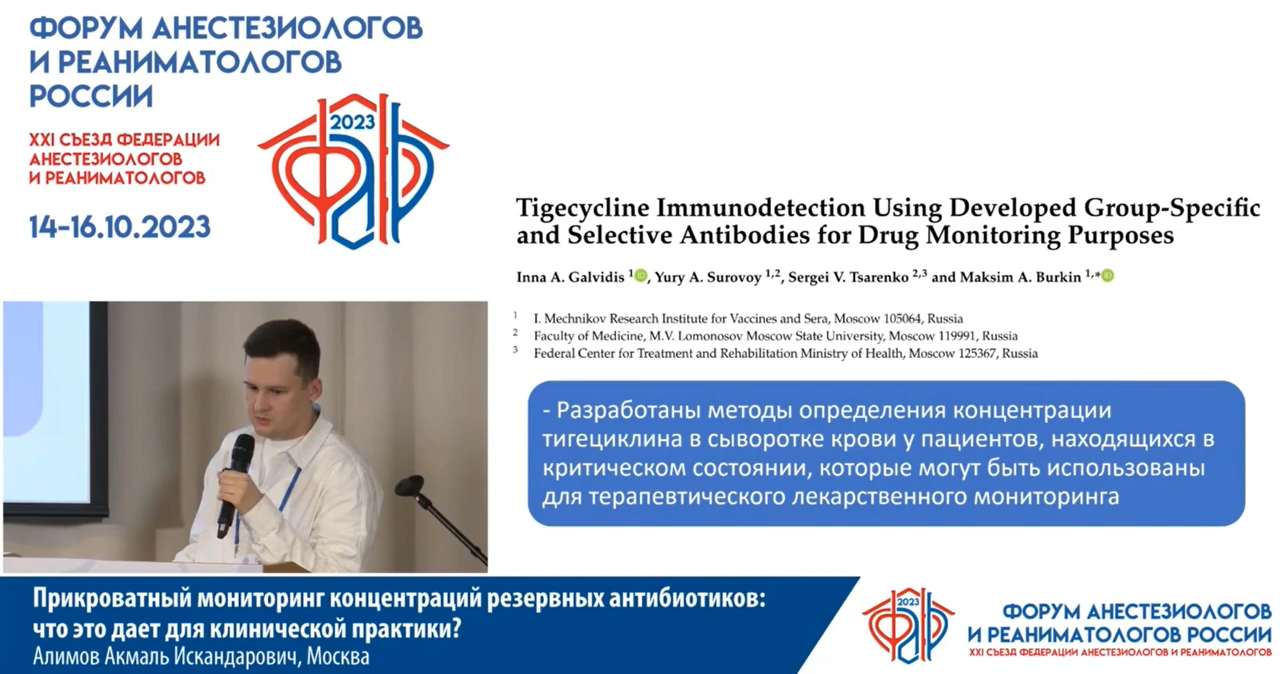 ФОРУМ АНЕСТЕЗИОЛОГОВ
И РЕАНИМАТОЛОГОВ
РОССИИ
XXI СЪЕЗД ФЕДЕРАЦИИ
АНЕСТЕЗИОЛОГОВ
И РЕАНИМАТОЛОГОВ
14-16.10.2023
2023
ФАР
Tigecycline Immunodetection Using Developed Group-Specific
and Selective Antibodies for Drug Monitoring Purposes
Inna A. Galvidis 1, Yury A. Surovoy 1,2, Sergei V. Tsarenko 2,3 and Maksim A. Burkin 1,*
1 I. Mechnikov Research Institute for Vaccines and Sera, Moscow 105064, Russia
2 Faculty of Medicine, M.V. Lomonosov Moscow State University, Moscow 119991, Russia
3 Federal Center for Treatment and Rehabilitation Ministry of Health, Moscow 125367, Russia
- Разработаны методы определения концентрации
тигециклина в сыворотке крови у пациентов, находящихся в
критическом состоянии, которые могут быть использованы
для терапевтического лекарственного мониторинга
Прикроватный мониторинг концентраций резервных антибиотиков:
что это дает для клинической практики?
Алимов Акмаль Искандарович, Москва
2023
ФАР
ФОРУМ АНЕСТЕЗИОЛОГОВ
И РЕАНИМАТОЛОГОВ РОССИИ
XXI СЪЕЗД ФЕДЕРАЦИИ АНЕСТЕЗИОЛОГОВ И РЕАНИМАТОЛОГОВ